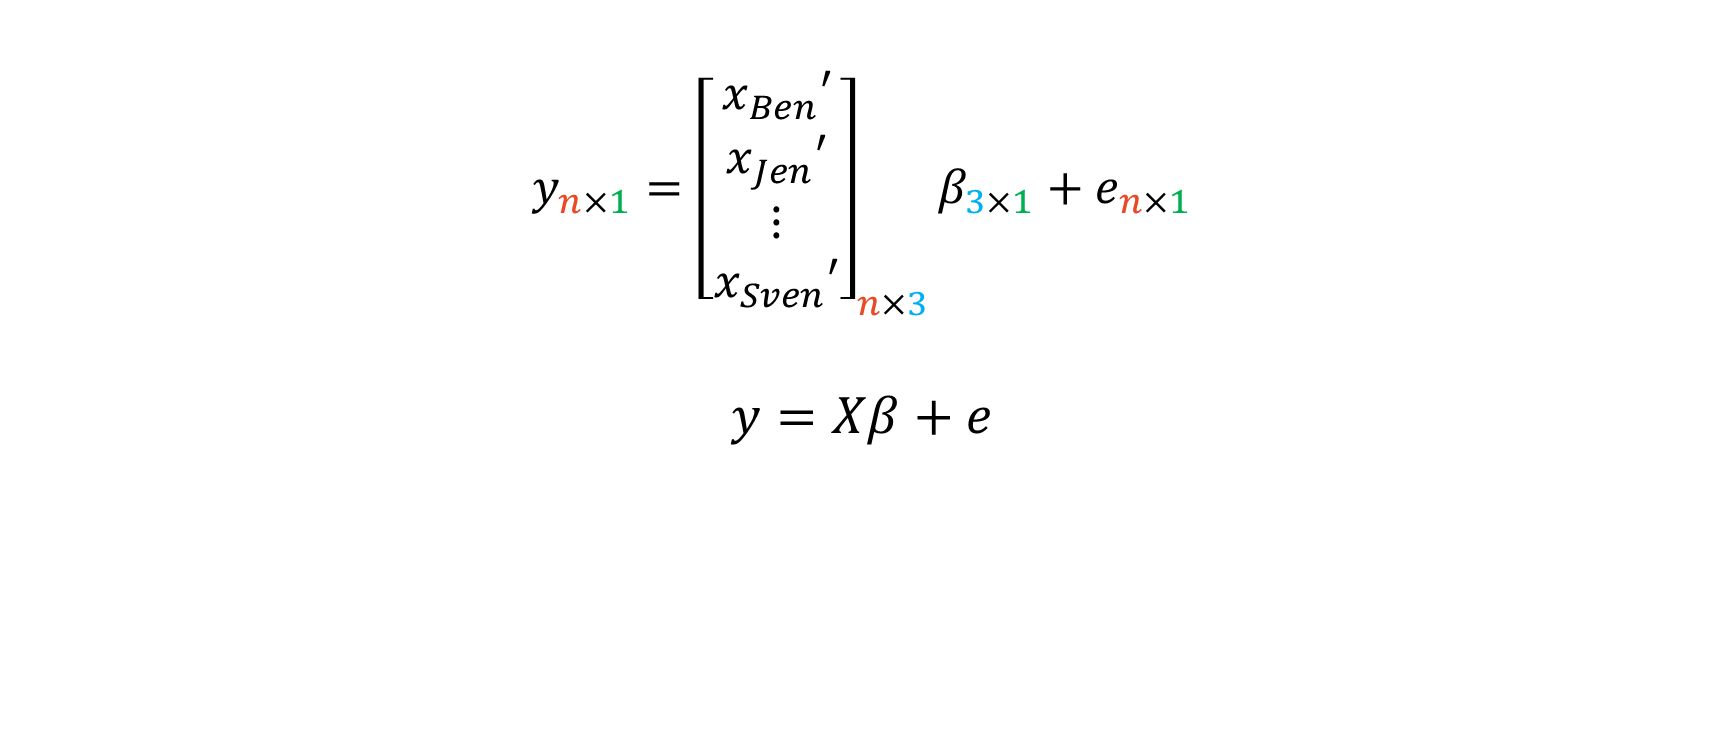 y_{n×1} = [x_{Ben}′ x_{Jen}′ ⋮ x_{Sven}′]_{n×3} β_{3×1} + e_{n×1}
y = Xβ + e